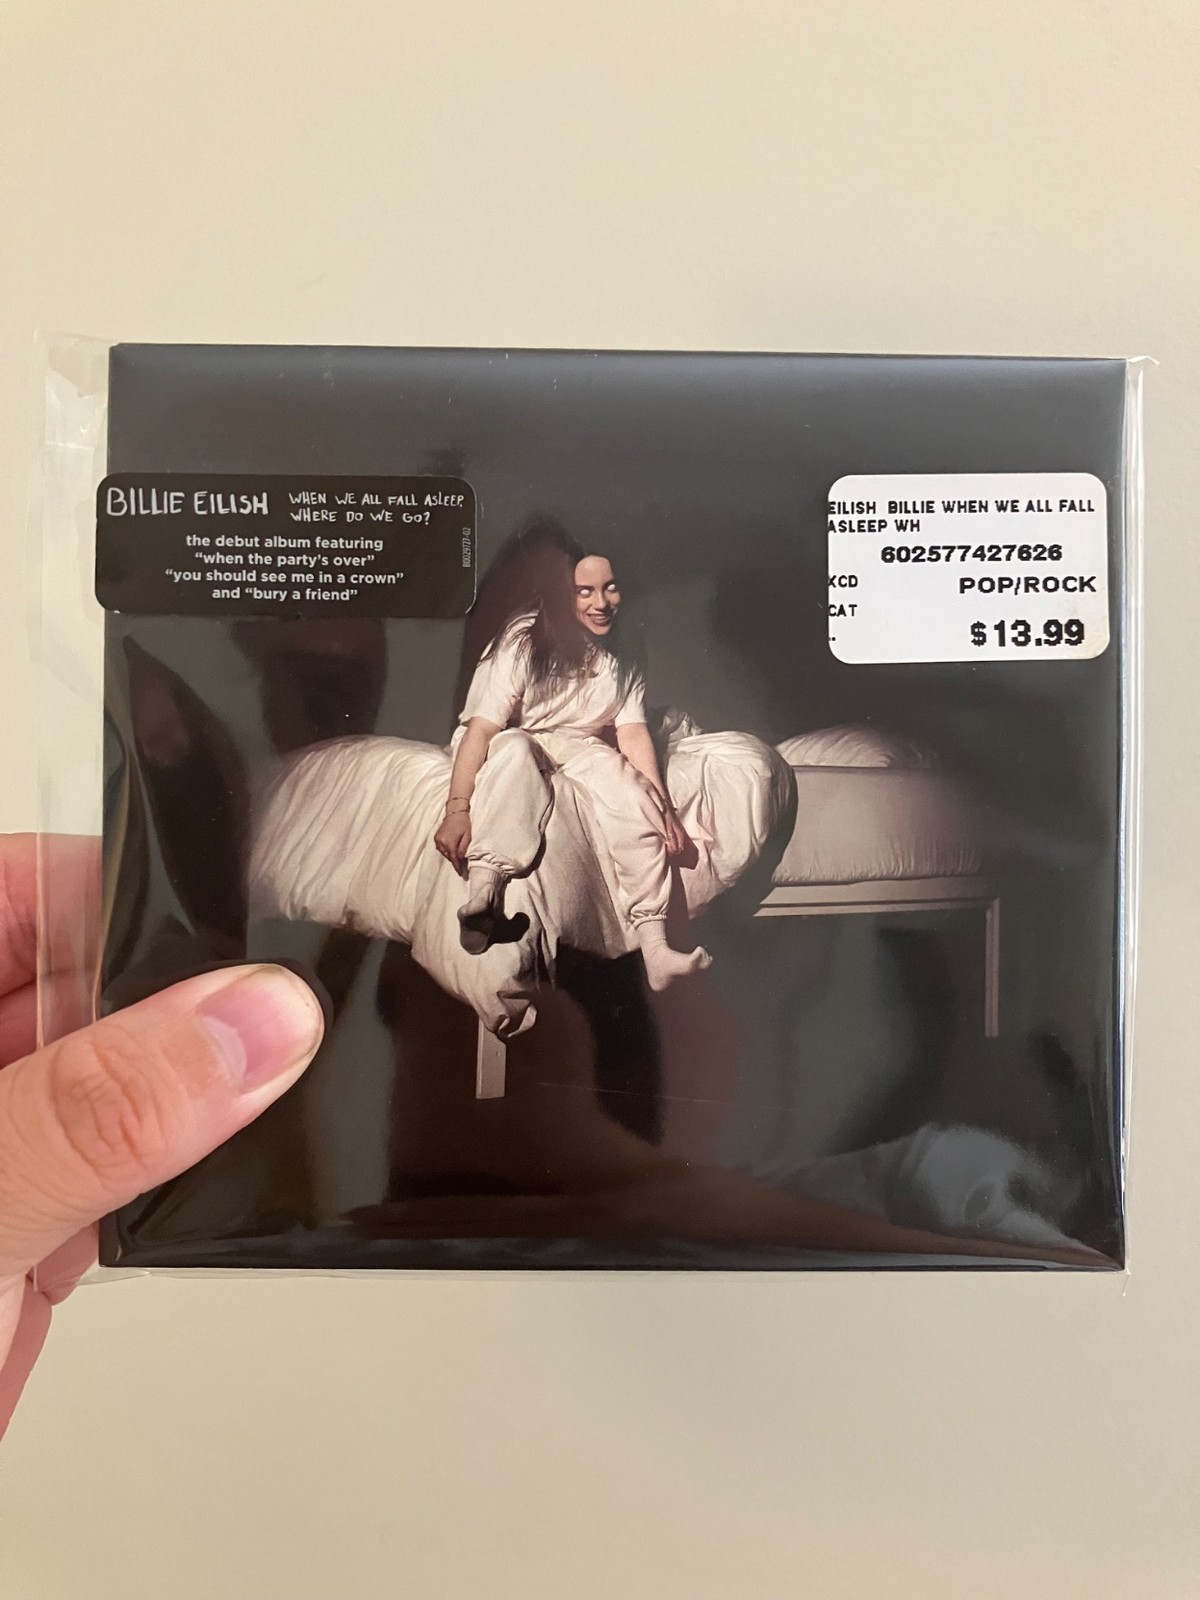 BILLIE EILISH WHEN WE ALL FALL ASLEEP,
WHERE DO WE GO?
the debut album featuring
"when the party's over"
"you should see me in a crown"
and "bury a friend"
B0029727-02
EILISH BILLIE WHEN WE ALL FALL
ASLEEP WH
602577427626
XCD POP/ROCK
CAT
$13.99